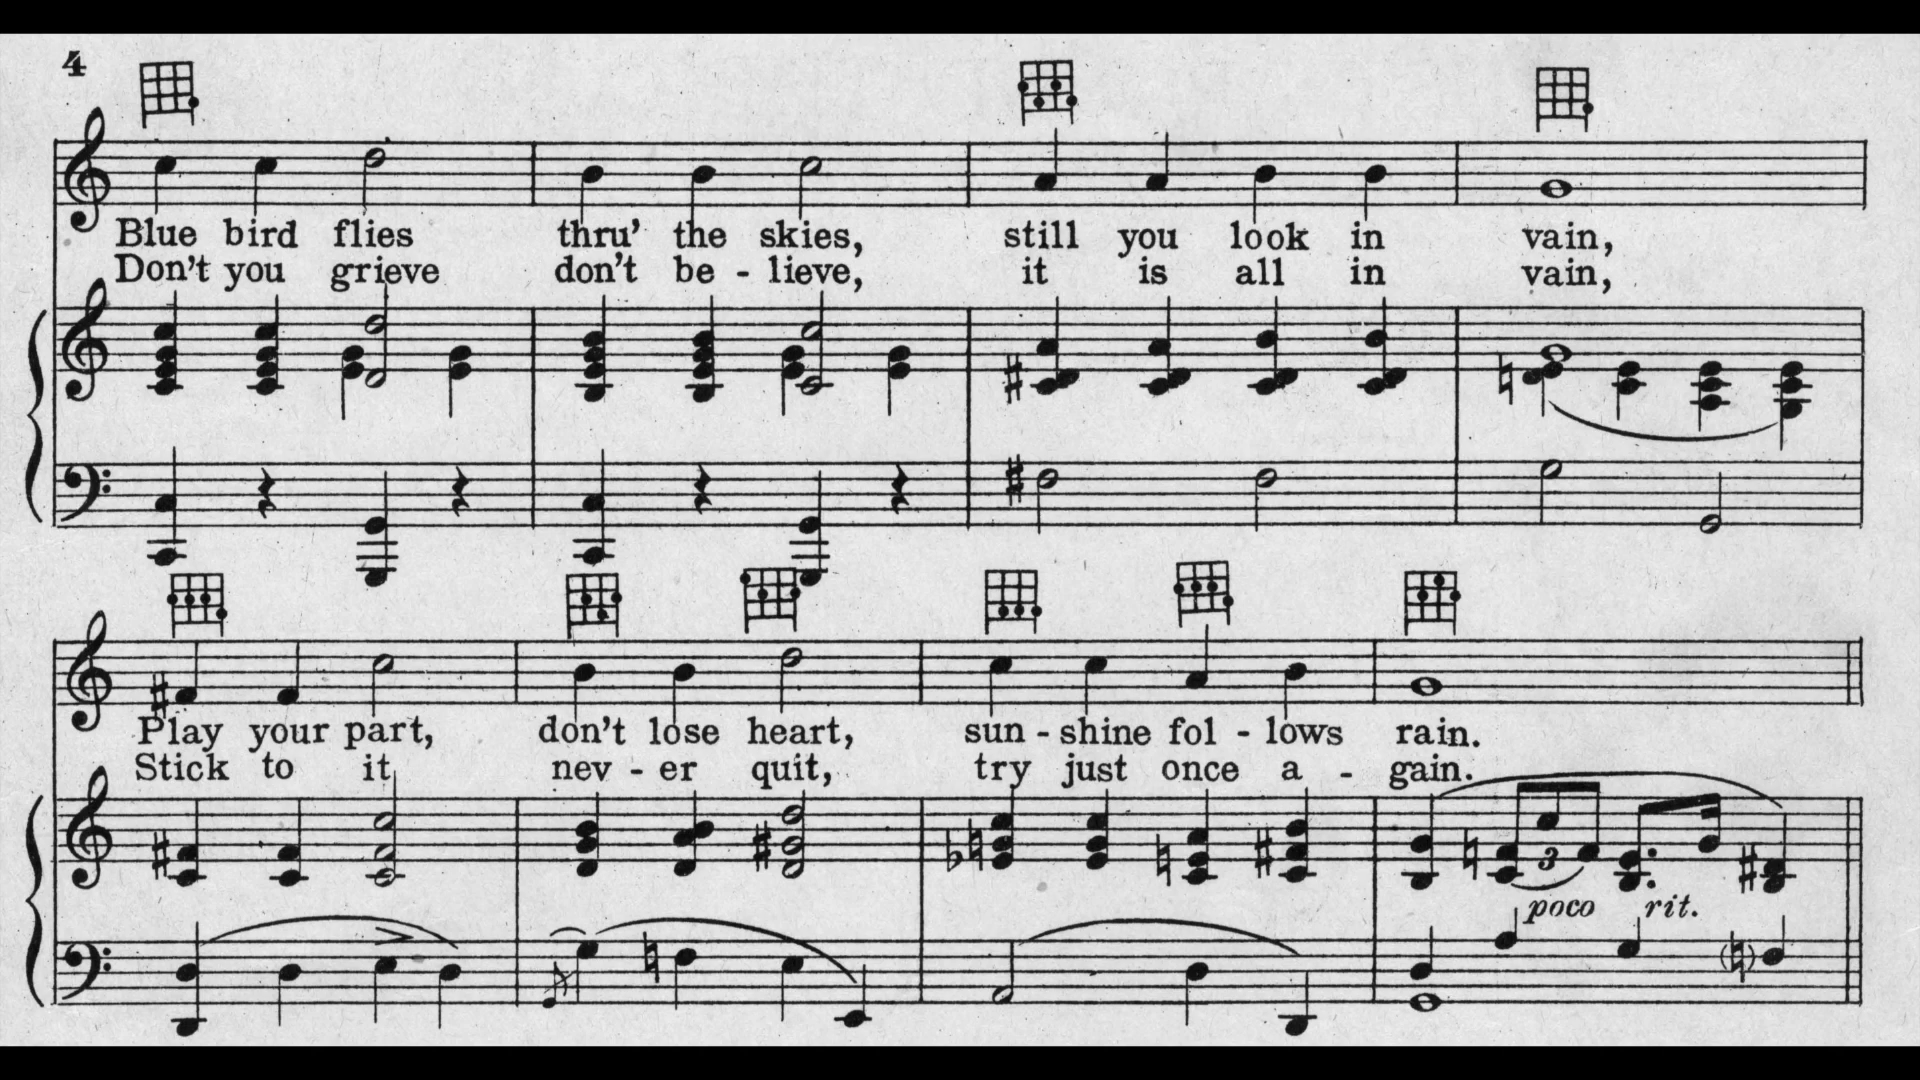 4
Blue bird flies thru' the skies, still you look in vain,
Don't you grieve don't be - lieve, it is all in vain,
Play your part, don't lose heart, sun - shine fol - lows rain.
Stick to it nev - er quit, try just once a - gain.
3
poco rit.